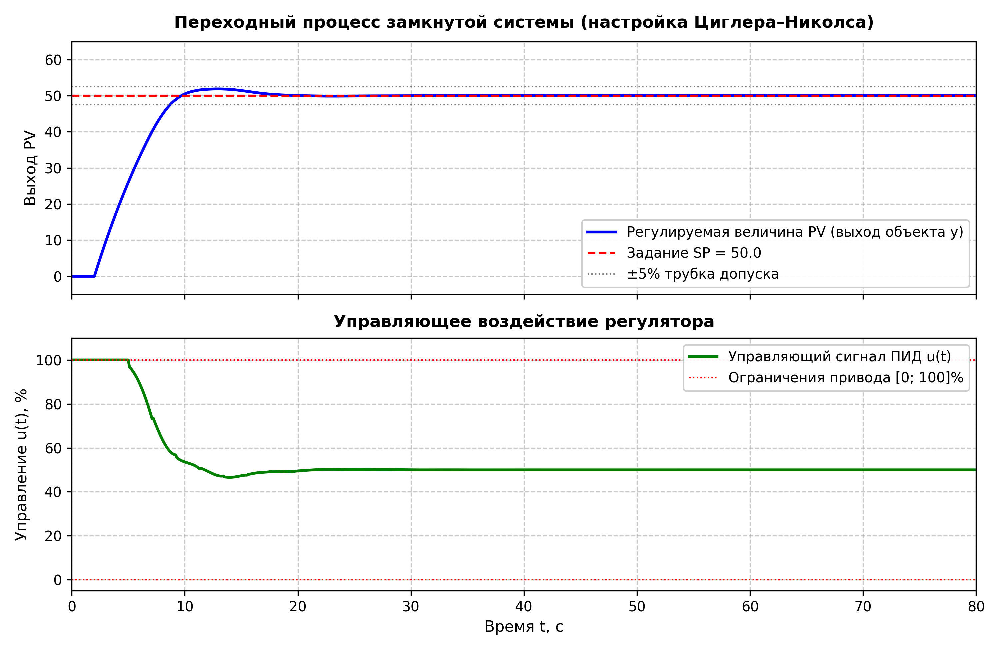 Переходный процесс замкнутой системы (настройка Циглера–Николса)
60
50
40
30
20
10
0
Выход PV
Регулируемая величина PV (выход объекта y)
Задание SP = 50.0
±5% трубка допуска
Управляющее воздействие регулятора
100
80
60
40
20
0
Управление u(t), %
Управляющий сигнал ПИД u(t)
Ограничения привода [0; 100]%
0 10 20 30 40 50 60 70 80
Время t, с